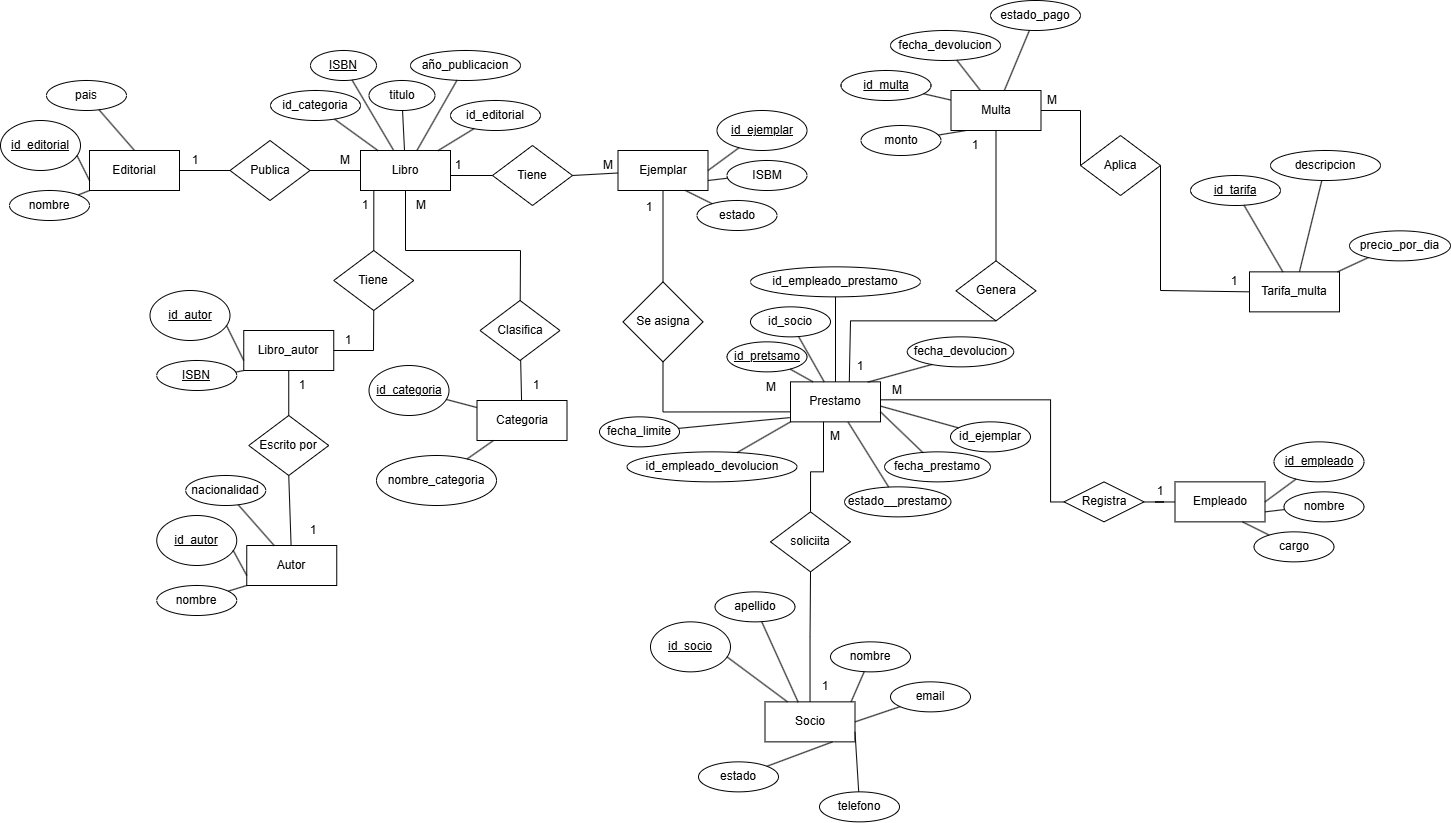 estado_pago
fecha_devolucion
ISBN
año_publicacion
id_multa
pais
id_categoria
titulo
M
Multa
id_editorial
id_ejemplar
monto
1
id_editorial
Editorial
1
Publica
M
Libro
1
Tiene
M
Ejemplar
ISBM
Aplica
descripcion
id_tarifa
nombre
1
M
1
estado
precio_por_dia
Tiene
id_empleado_prestamo
Genera
1
Tarifa_multa
id_autor
Clasifica
Se asigna
id_socio
Libro_autor
1
id_pretsamo
fecha_devolucion
1
ISBN
1
id_categoria
1
M
Prestamo
M
Categoria
fecha_limite
M
id_ejemplar
Escrito por
nombre_categoria
id_empleado_devolucion
fecha_prestamo
id_empleado
nacionalidad
estado__prestamo
Registra
1
Empleado
nombre
id_autor
1
soliciita
cargo
Autor
nombre
apellido
id_socio
nombre
1
email
Socio
estado
telefono